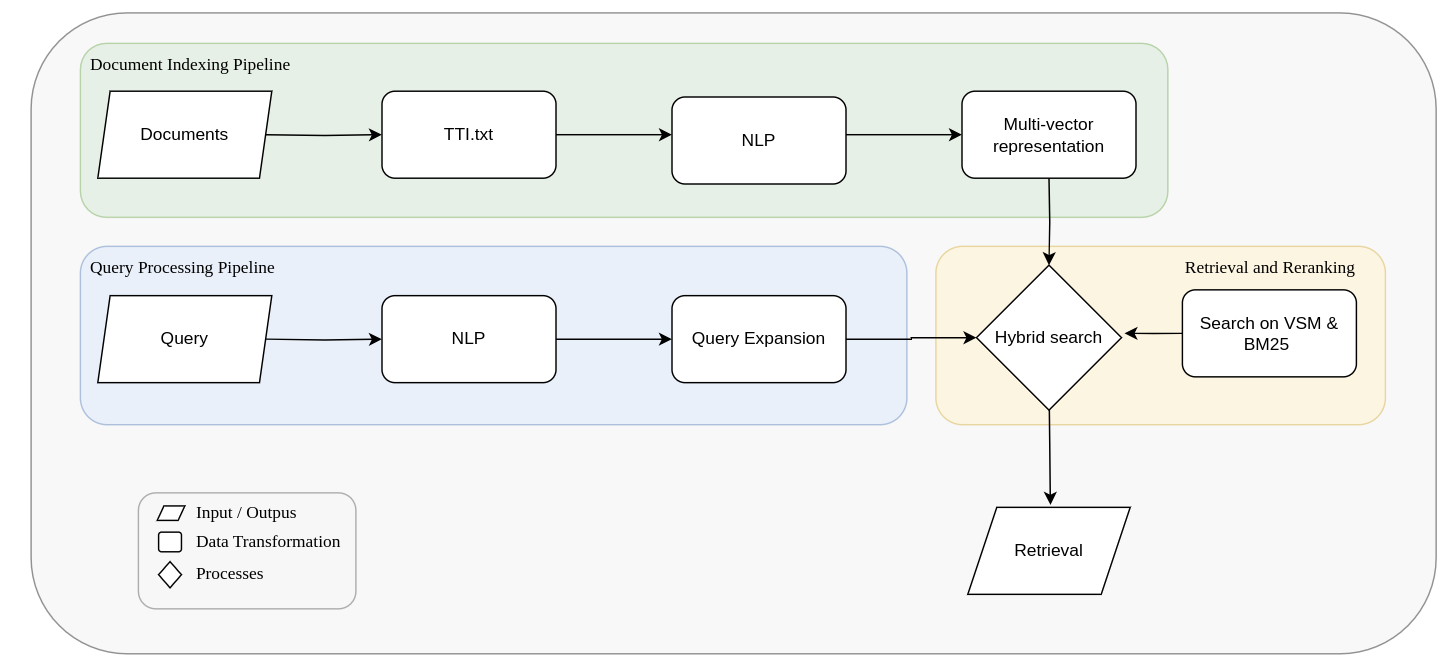 Document Indexing Pipeline
Documents
TTI.txt
NLP
Multi-vector
representation
Query Processing Pipeline
Query
NLP
Query Expansion
Retrieval and Reranking
Hybrid search
Search on VSM &
BM25
Input / Outpus
Data Transformation
Processes
Retrieval